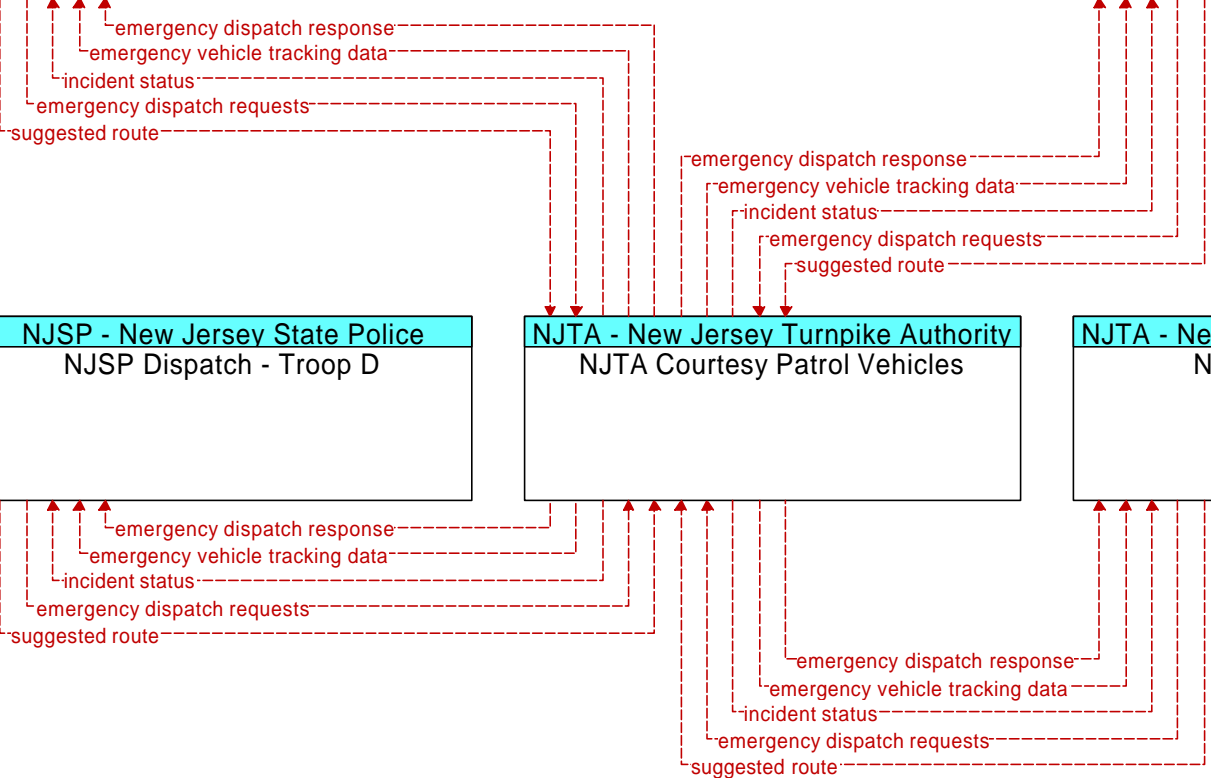 emergency dispatch response
emergency vehicle tracking data
incident status
emergency dispatch requests
suggested route
emergency dispatch response
emergency vehicle tracking data
incident status
emergency dispatch requests
suggested route
NJSP - New Jersey State Police
NJSP Dispatch - Troop D
NJTA - New Jersey Turnpike Authority
NJTA Courtesy Patrol Vehicles
NJTA - Ne
N
emergency dispatch response
emergency vehicle tracking data
incident status
emergency dispatch requests
suggested route
emergency dispatch response
emergency vehicle tracking data
incident status
emergency dispatch requests
suggested route